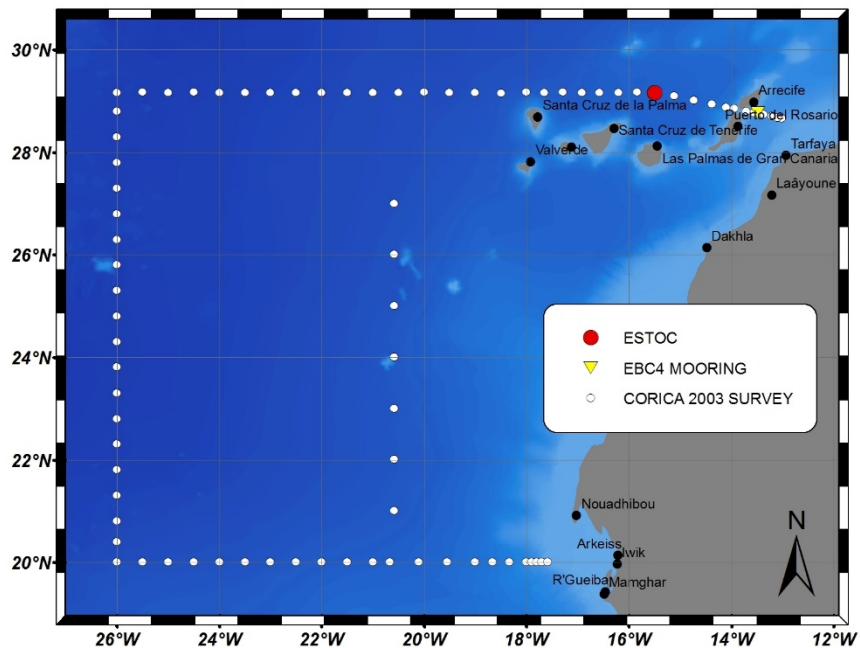 30°N
Arrecife
Santa Cruz de la Palma
Puerto del Rosario
Santa Cruz de Tenerife
Tarfaya
28°N
Valverde
Las Palmas de Gran Canaria
Laâyoune
26°N
Dakhla
ESTOC
24°N
EBC4 MOORING
CORICA 2003 SURVEY
22°N
Nouadhibou
N
Arkeiss
Iwik
20°N
R'Gueiba
Mamghar
26°W 24°W 22°W 20°W 18°W 16°W 14°W 12°W